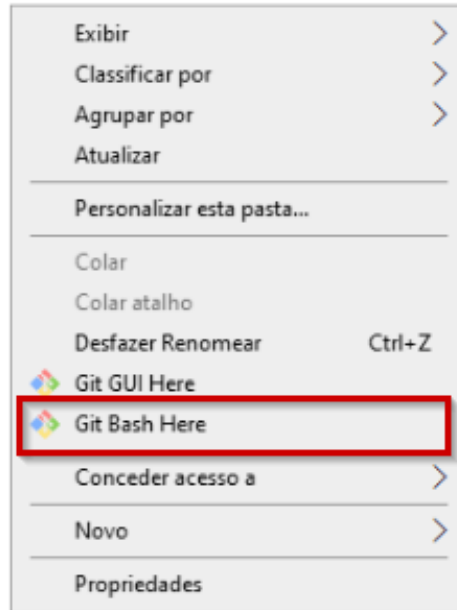 Exibir
Classificar por
Agrupar por
Atualizar
Personalizar esta pasta...
Colar
Colar atalho
Desfazer Renomear Ctrl+Z
Git GUI Here
Git Bash Here
Conceder acesso a
Novo
Propriedades